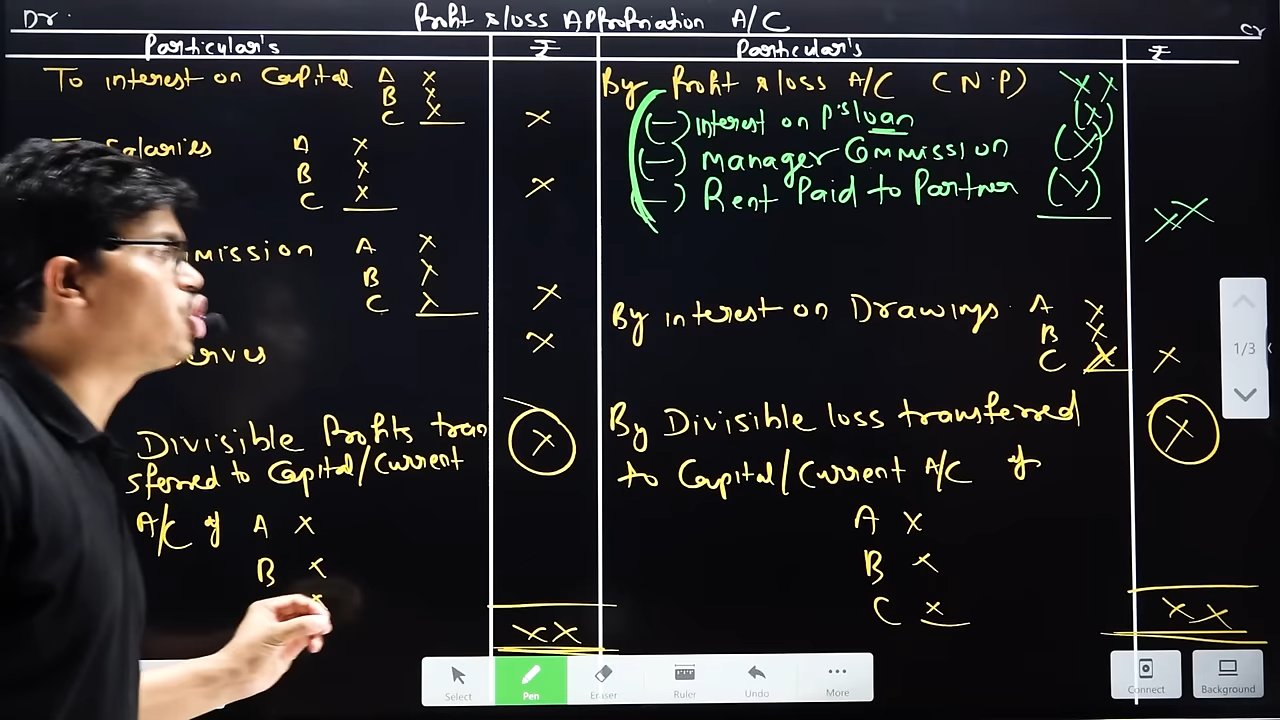 Dr.
Profit & loss Appropriation A/C
Cr
Particular's
₹
Particular's
₹
To interest on Capital A X
B X
C X X
Salaries A X
B X
C X X
mission A X
B X
C X X
erves X
Divisible Profits tran
sferred to Capital/Current
A/C of A X
B X
X
X
XX
By Profit & loss A/C (N.P) XX
(-) interest on P's loan (X)
(-) Manager Commission (X)
(-) Rent Paid to Partner (X)
XX
By interest on Drawings. A X
B X
C X X
By Divisible loss transferred
to Capital/Current A/C of X
A X
B X
C X
XX
1/3
Select
Pen
Eraser
Ruler
Undo
More
Connect
Background